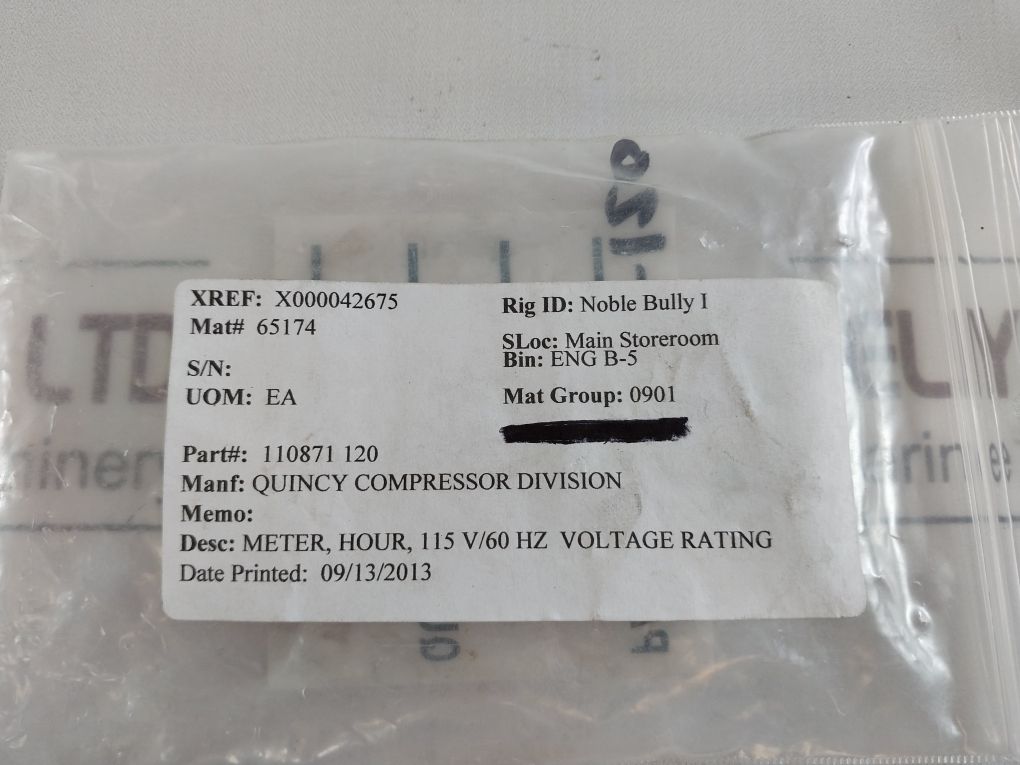 XREF: X000042675
Mat# 65174
S/N:
UOM: EA
Rig ID: Noble Bully I
SLoc: Main Storeroom
Bin: ENG B-5
Mat Group: 0901
Part#: 110871 120
Manf: QUINCY COMPRESSOR DIVISION
Memo:
Desc: METER, HOUR, 115 V/60 HZ VOLTAGE RATING
Date Printed: 09/13/2013
LTD